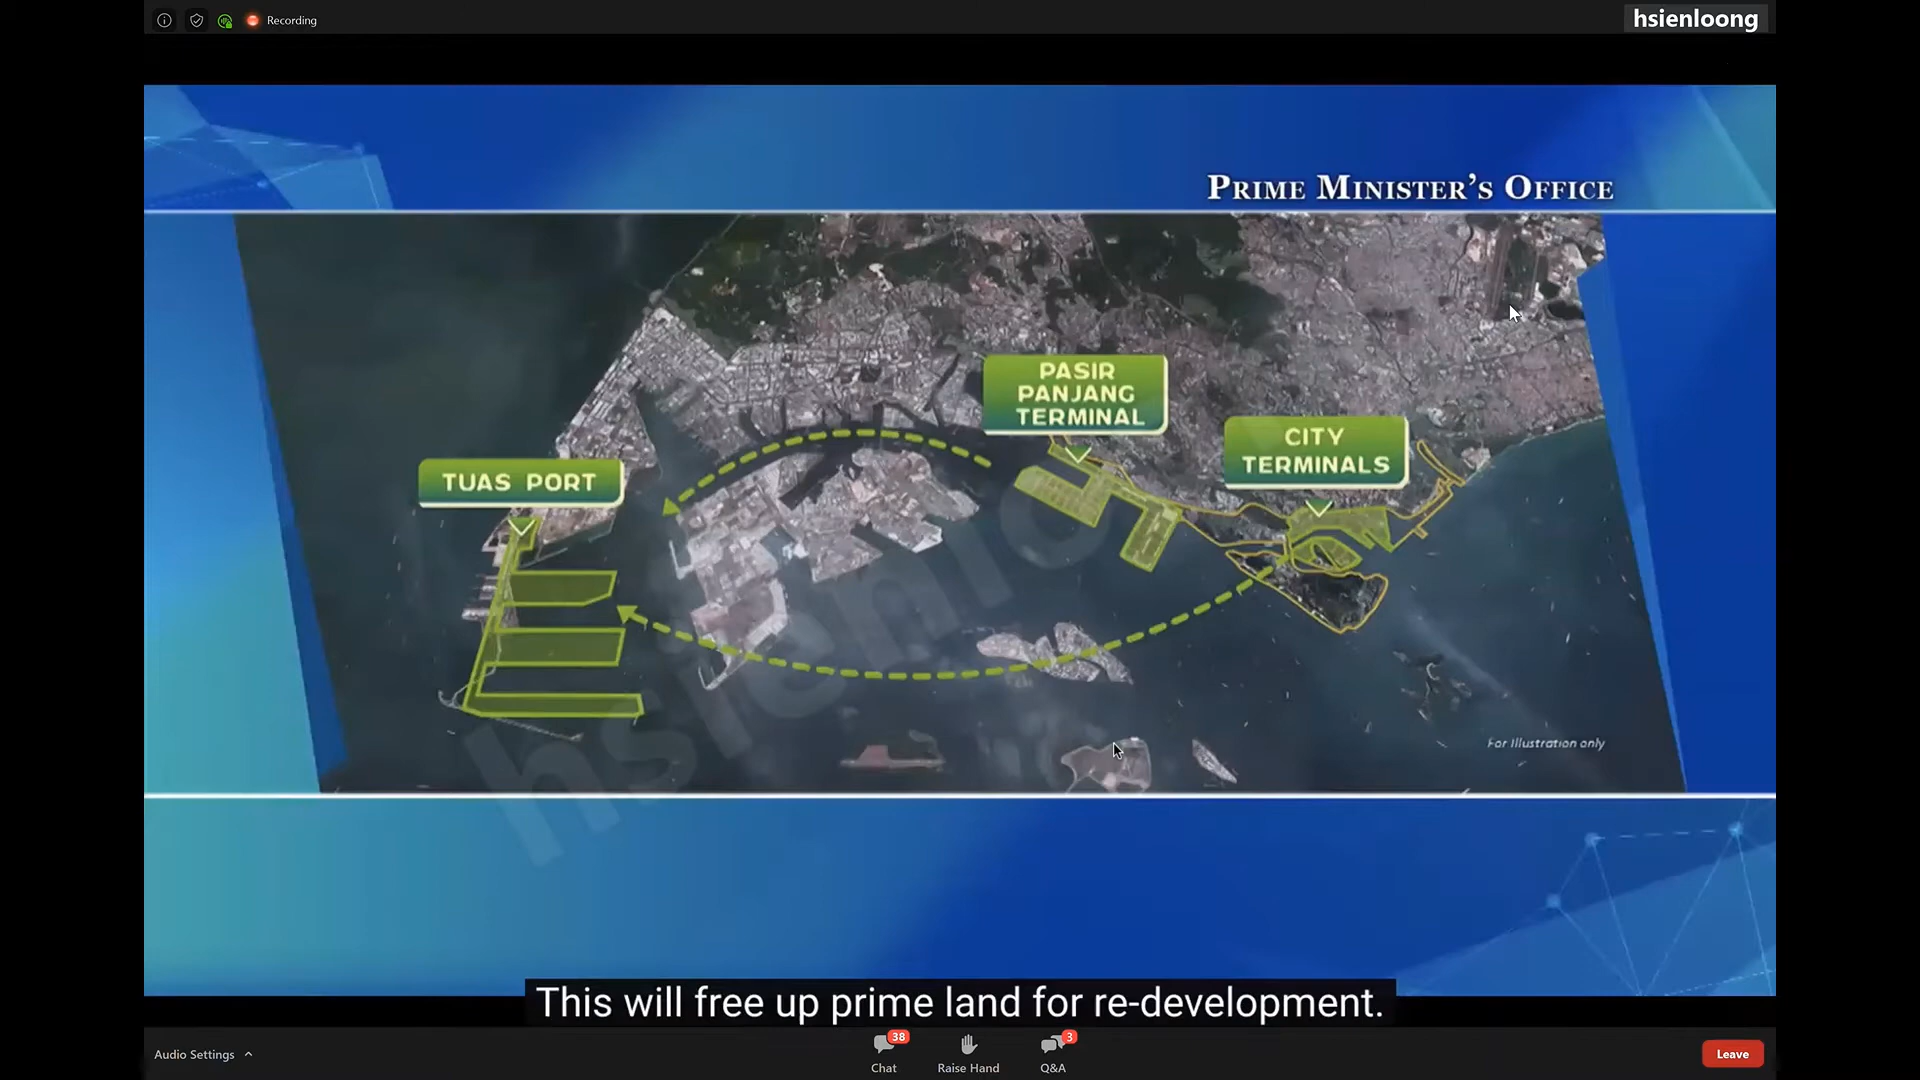 Recording
hsienloong
PRIME MINISTER'S OFFICE
PASIR
PANJANG
TERMINAL
CITY
TERMINALS
TUAS PORT
hsienlo
For Illustration only
This will free up prime land for re-development.
38
3
Audio Settings
Chat
Raise Hand
Q&A
Leave